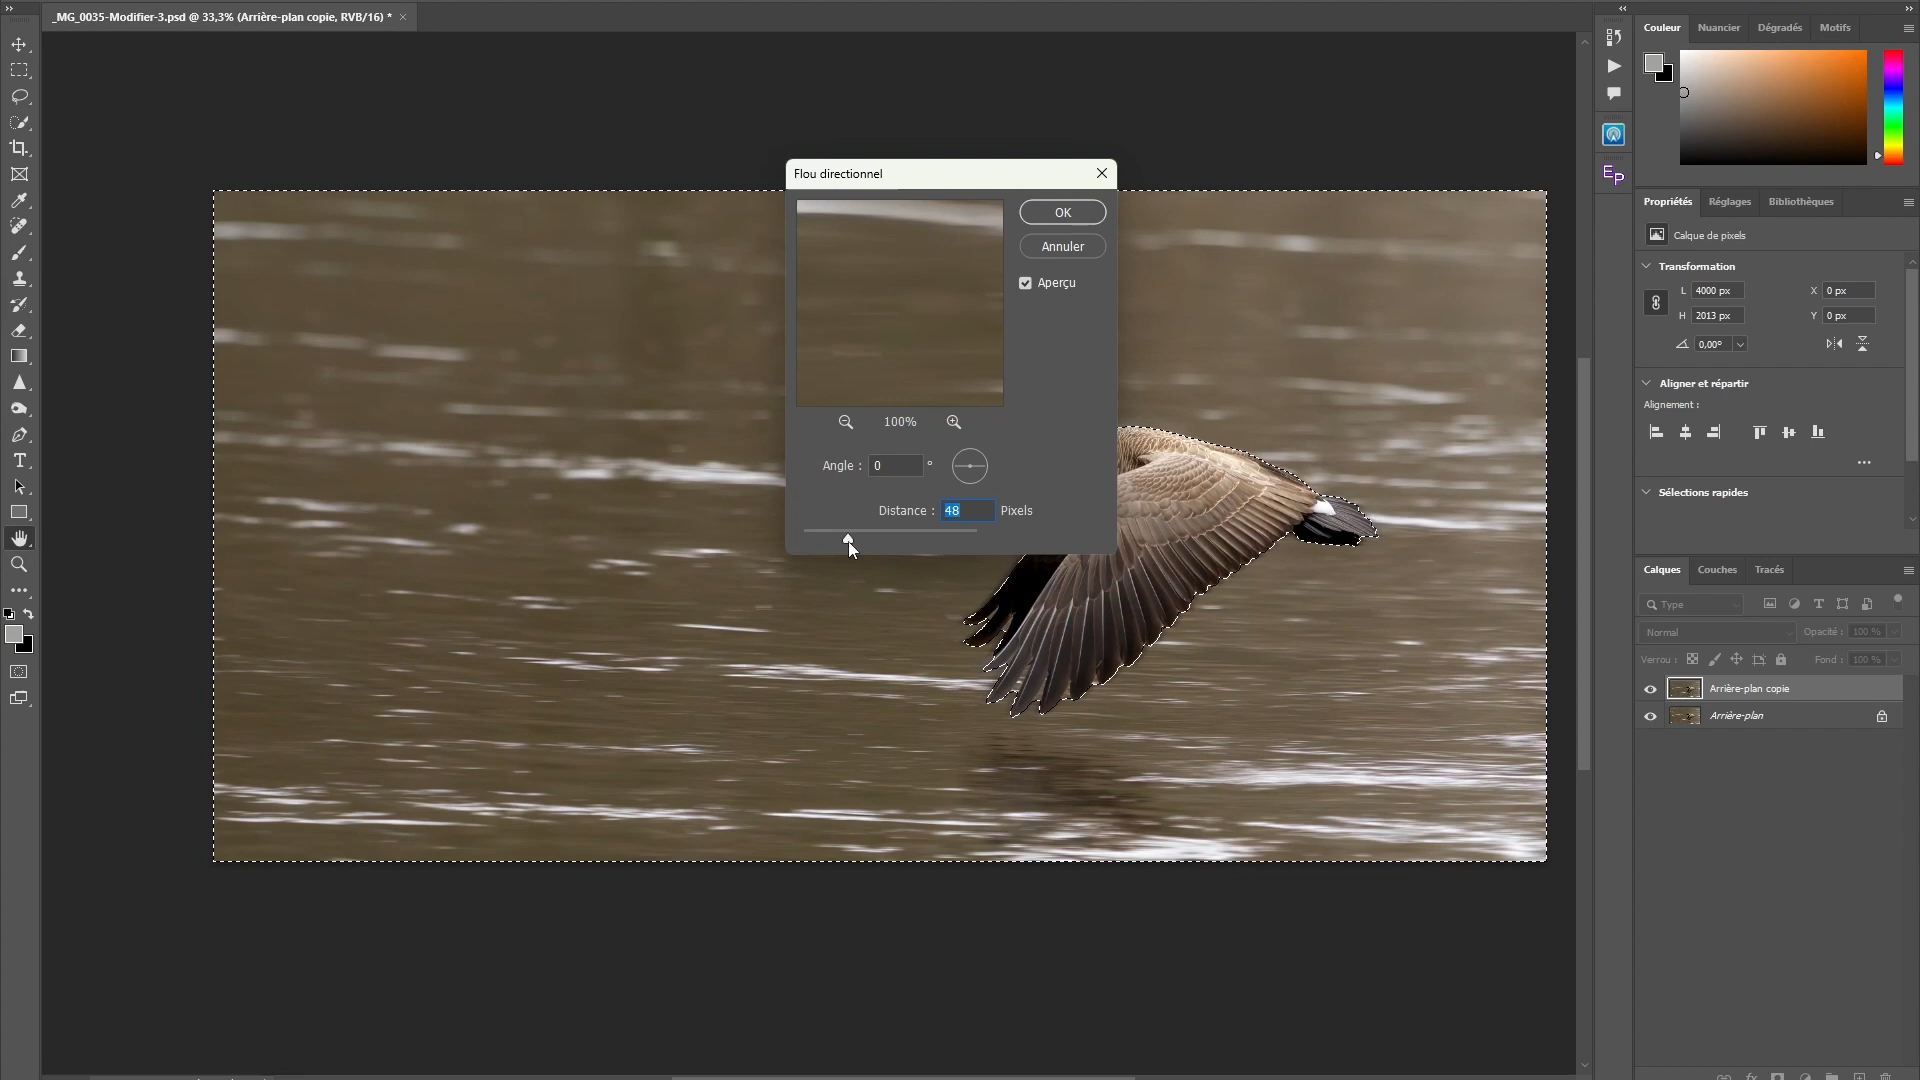 _MG_0035-Modifier-3.psd @ 33,3% (Arrière-plan copie, RVB/16) *
Flou directionnel
OK
Annuler
Aperçu
100%
Angle : 0 °
Distance : 48 Pixels
EP
Couleur Nuancier Dégradés Motifs
Propriétés Réglages Bibliothèques
Calque de pixels
Transformation
L 4000 px X 0 px
H 2013 px Y 0 px
0,00°
Aligner et répartir
Alignement :
Sélections rapides
Calques Couches Tracés
Type
Normal Opacité : 100 %
Verrou : Fond : 100 %
Arrière-plan copie
Arrière-plan